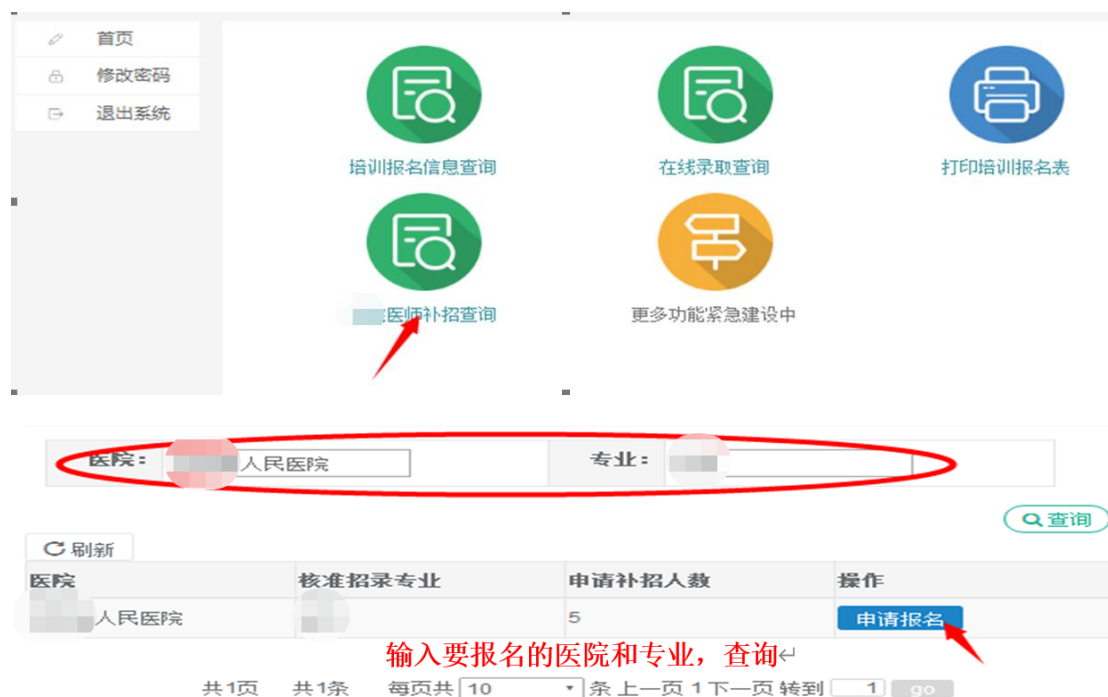 首页
修改密码
退出系统
培训报名信息查询
在线录取查询
打印培训报名表
医师补招查询
更多功能紧急建设中
医院： 人民医院 专业：
查询
刷新
医院 核准招录专业 申请补招人数 操作
人民医院 5 申请报名
输入要报名的医院和专业，查询↵
共1页 共1条 每页共 10 条 上一页 1 下一页 转到 1 go